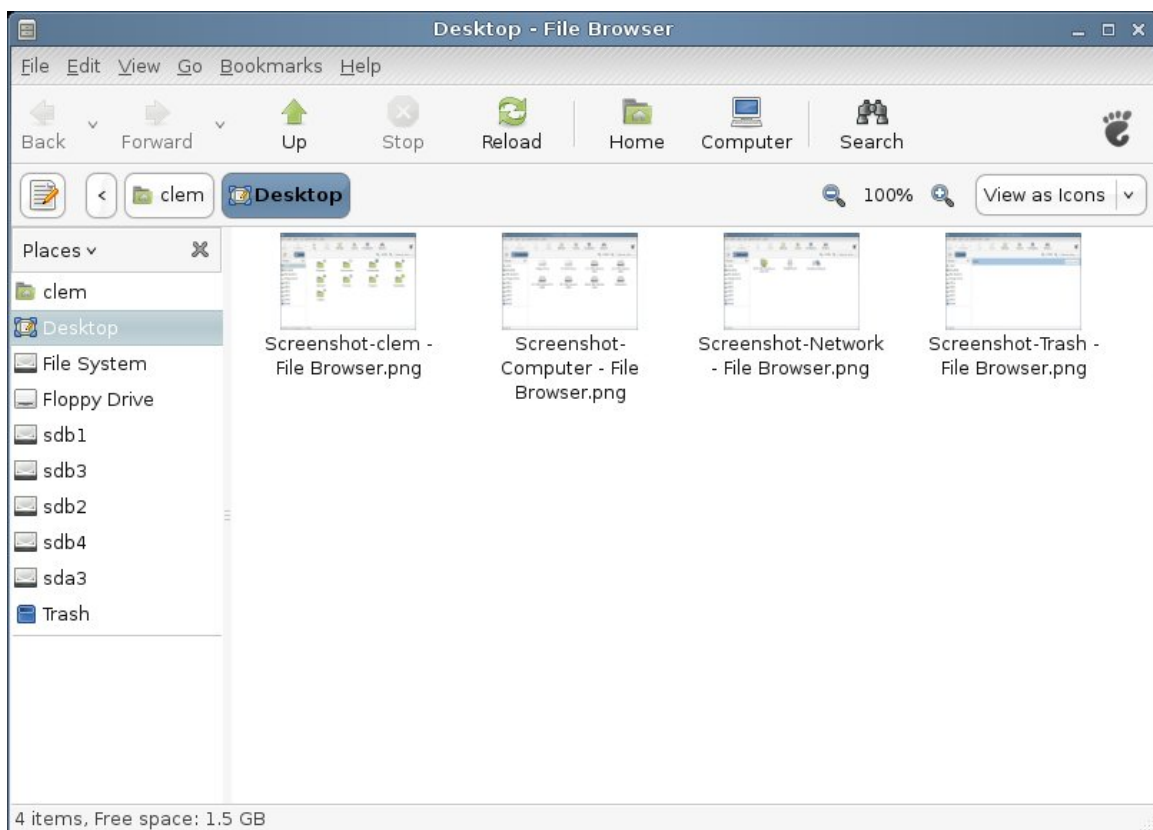 Desktop - File Browser
File Edit View Go Bookmarks Help
Back Forward Up Stop Reload Home Computer Search
< clem Desktop 100% View as Icons
Places
clem
Desktop
File System
Floppy Drive
sdb1
sdb3
sdb2
sdb4
sda3
Trash
Screenshot-clem -
File Browser.png
Screenshot-
Computer - File
Browser.png
Screenshot-Network
- File Browser.png
Screenshot-Trash -
File Browser.png
4 items, Free space: 1.5 GB